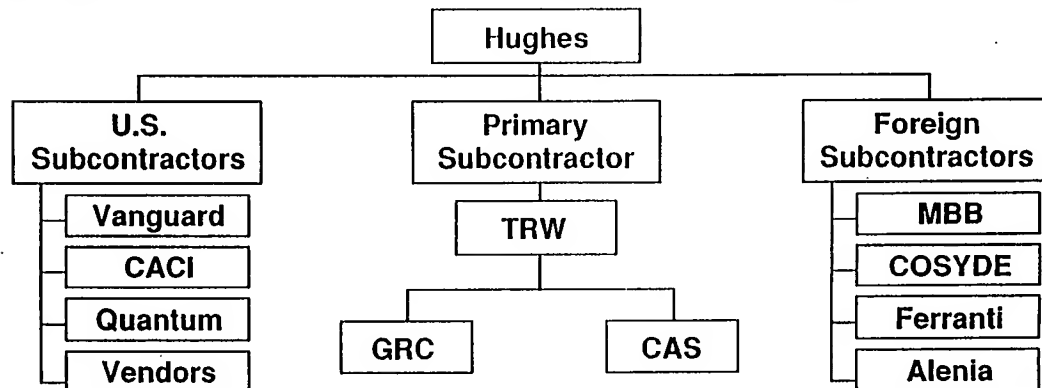 Hughes
U.S.
Subcontractors
Vanguard
CACI
Quantum
Vendors
Primary
Subcontractor
TRW
GRC
CAS
Foreign
Subcontractors
MBB
COSYDE
Ferranti
Alenia